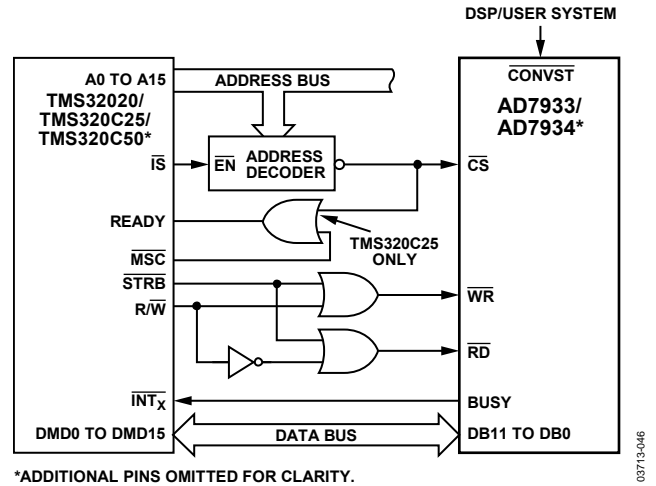 DSP/USER SYSTEM
A0 TO A15
ADDRESS BUS
CONVST
TMS32020/
TMS320C25/
TMS320C50*
AD7933/
AD7934*
IS
EN
ADDRESS
DECODER
CS
READY
TMS320C25
ONLY
MSC
STRB
WR
R/W
RD
INTX
BUSY
DMD0 TO DMD15
DATA BUS
DB11 TO DB0
*ADDITIONAL PINS OMITTED FOR CLARITY.
03713-046